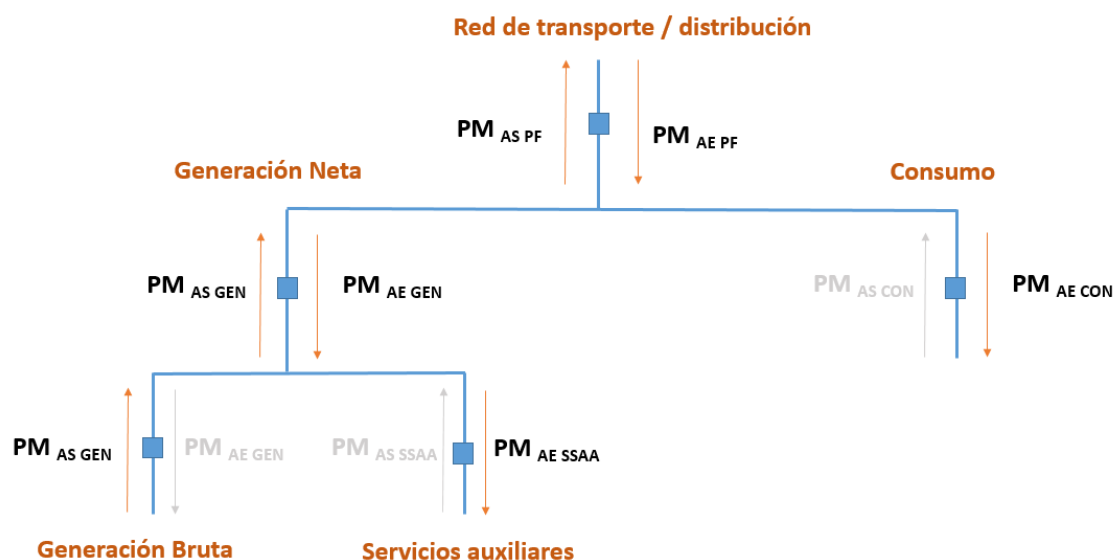 Red de transporte / distribución
PM AS PF
PM AE PF
Generación Neta
Consumo
PM AS GEN
PM AE GEN
PM AS CON
PM AE CON
PM AS GEN
PM AE GEN
PM AS SSAA
PM AE SSAA
Generación Bruta
Servicios auxiliares